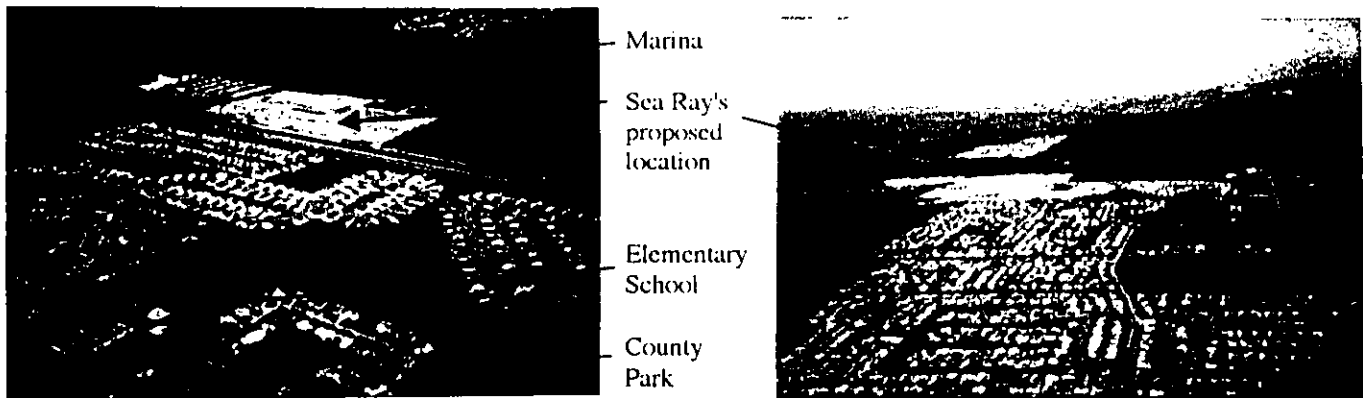 Marina
Sea Ray's
proposed
location
Elementary
School
County
Park